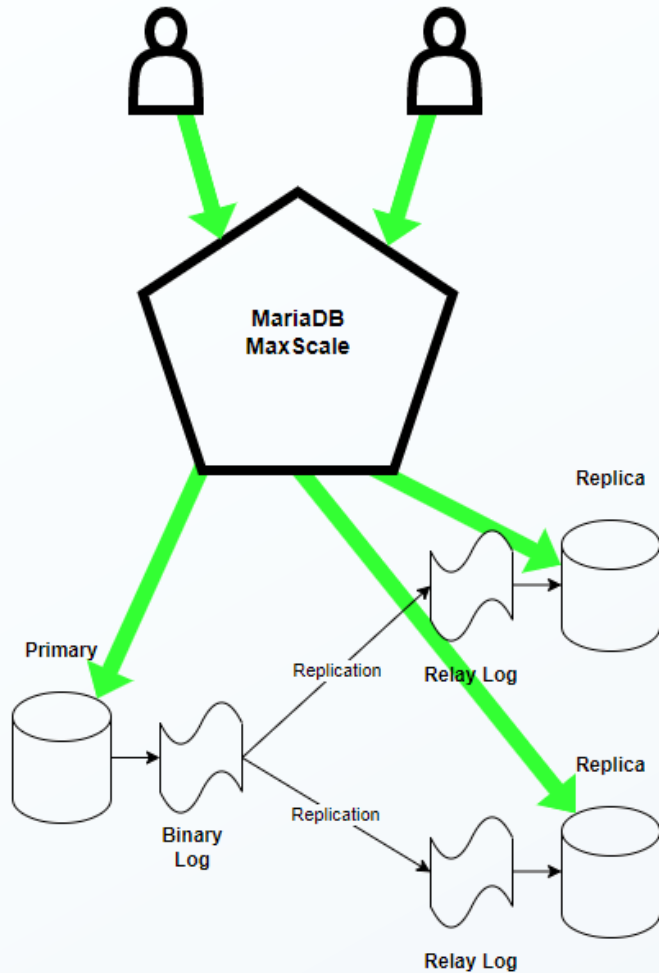 MariaDB
MaxScale
Replica
Primary
Replication
Relay Log
Replica
Replication
Binary
Log
Relay Log